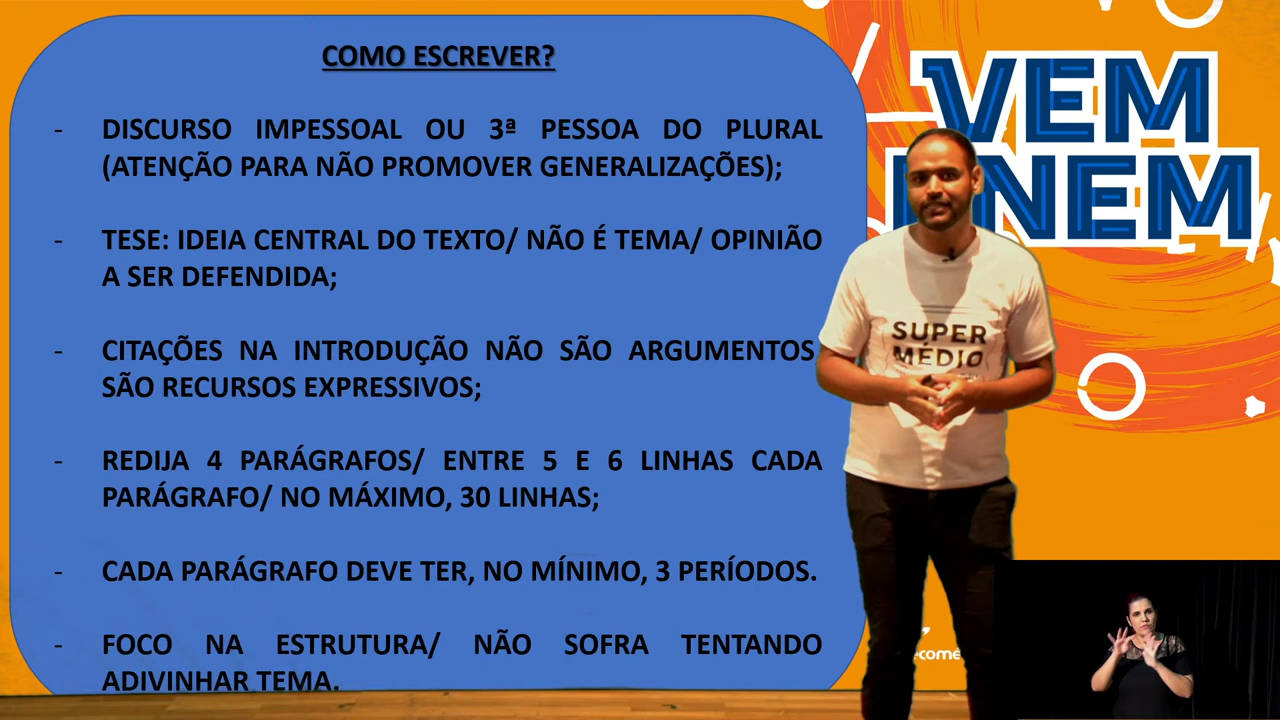 COMO ESCREVER?
- DISCURSO IMPESSOAL OU 3ª PESSOA DO PLURAL
(ATENÇÃO PARA NÃO PROMOVER GENERALIZAÇÕES);
- TESE: IDEIA CENTRAL DO TEXTO/ NÃO É TEMA/ OPINIÃO
A SER DEFENDIDA;
- CITAÇÕES NA INTRODUÇÃO NÃO SÃO ARGUMENTOS,
SÃO RECURSOS EXPRESSIVOS;
- REDIJA 4 PARÁGRAFOS/ ENTRE 5 E 6 LINHAS CADA
PARÁGRAFO/ NO MÁXIMO, 30 LINHAS;
- CADA PARÁGRAFO DEVE TER, NO MÍNIMO, 3 PERÍODOS.
- FOCO NA ESTRUTURA/ NÃO SOFRA TENTANDO
ADIVINHAR TEMA.
VEM
ENEM
SUPER
MÉDIO